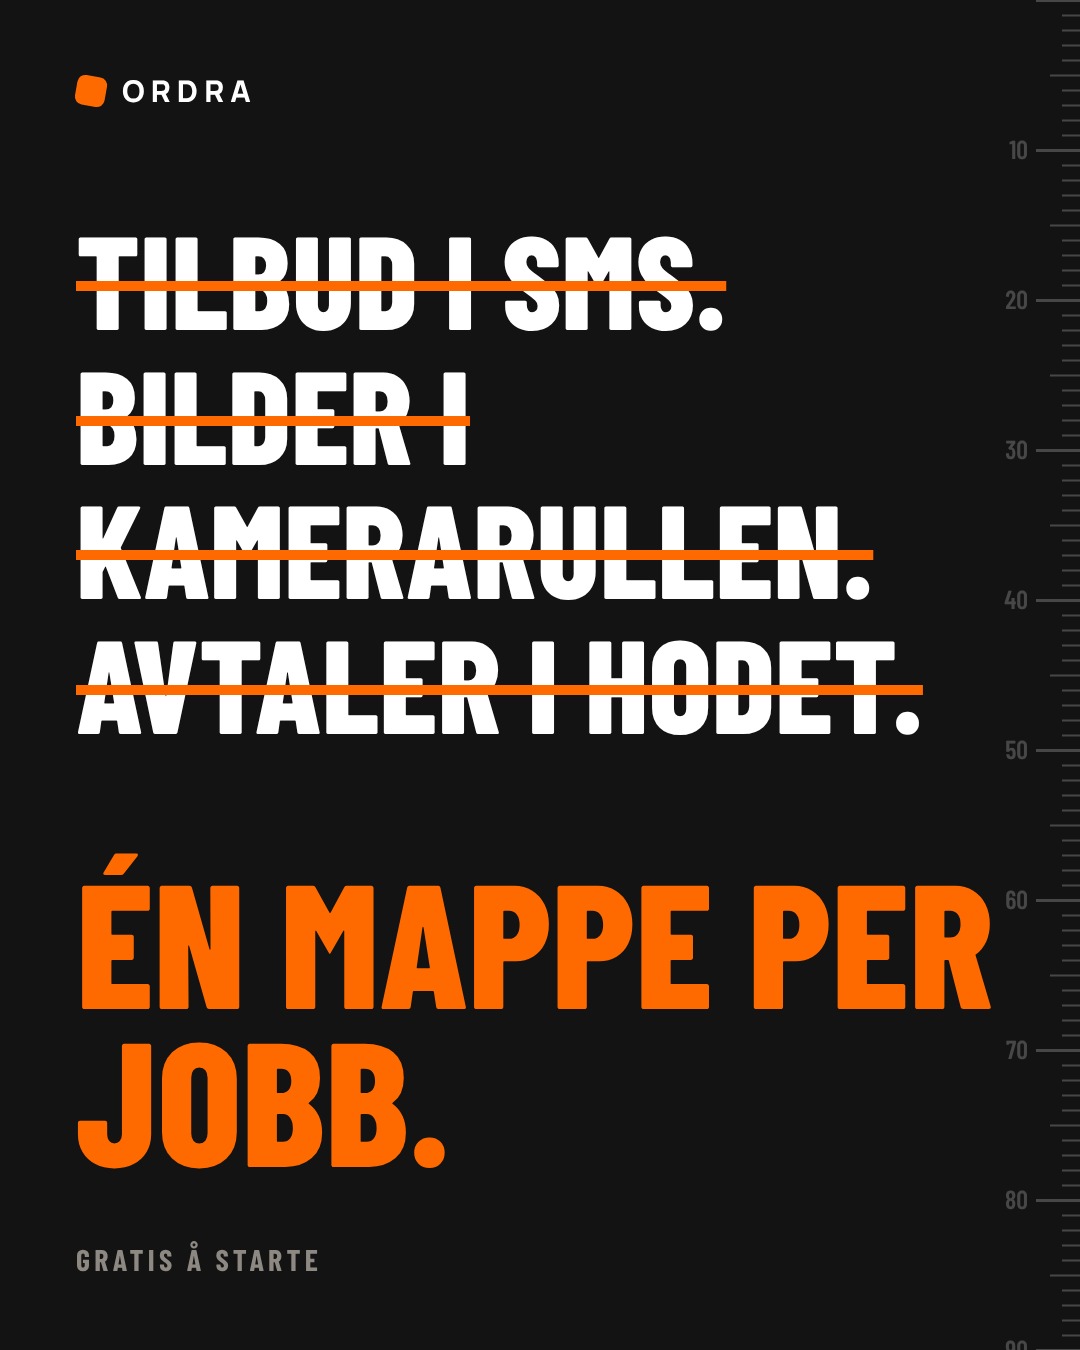 ORDRA
TILBUD I SMS.
BILDER I
KAMERARULLEN.
AVTALER I HODET.
ÉN MAPPE PER
JOBB.
GRATIS Å STARTE
10
20
30
40
50
60
70
80
90